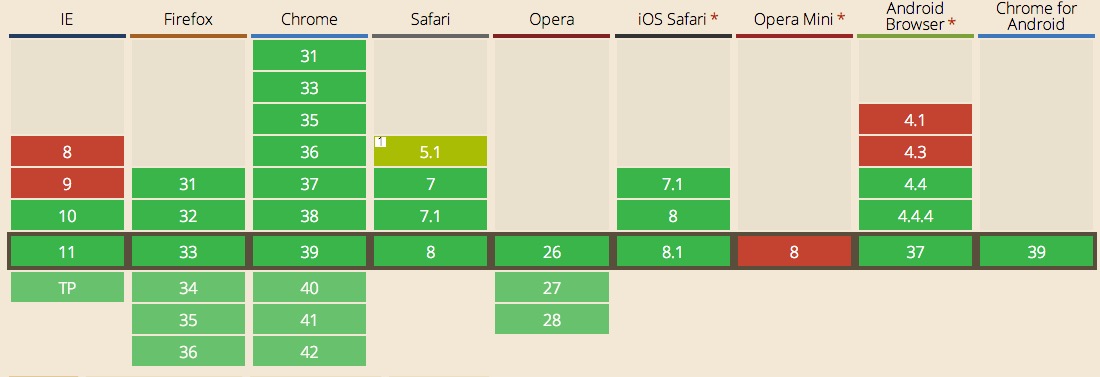 IE Firefox Chrome Safari Opera iOS Safari * Opera Mini * Android Browser * Chrome for Android
31
33
35 4.1
8 36 1 5.1 4.3
9 31 37 7 7.1 4.4
10 32 38 7.1 8 4.4.4
11 33 39 8 26 8.1 8 37 39
TP 34 40 27
35 41 28
36 42